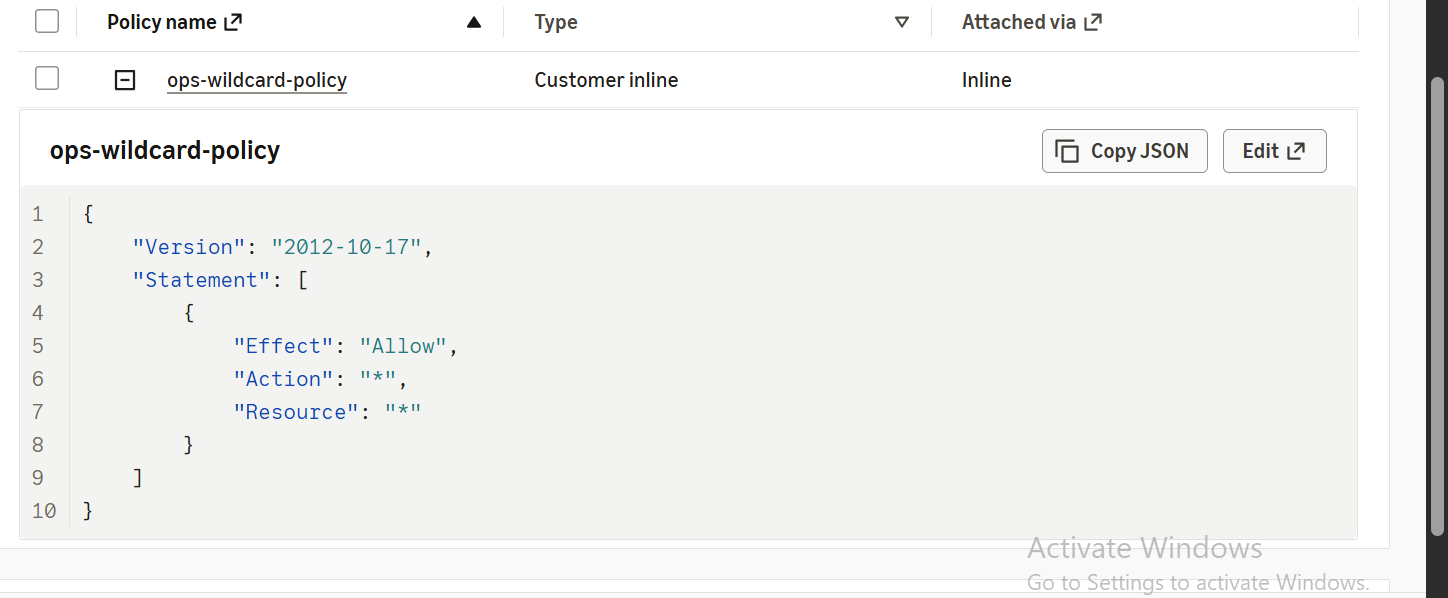 Policy name Type Attached via
ops-wildcard-policy Customer inline Inline
ops-wildcard-policy Copy JSON Edit
1 {
2 "Version": "2012-10-17",
3 "Statement": [
4 {
5 "Effect": "Allow",
6 "Action": "*",
7 "Resource": "*"
8 }
9 ]
10 }
Activate Windows
Go to Settings to activate Windows.